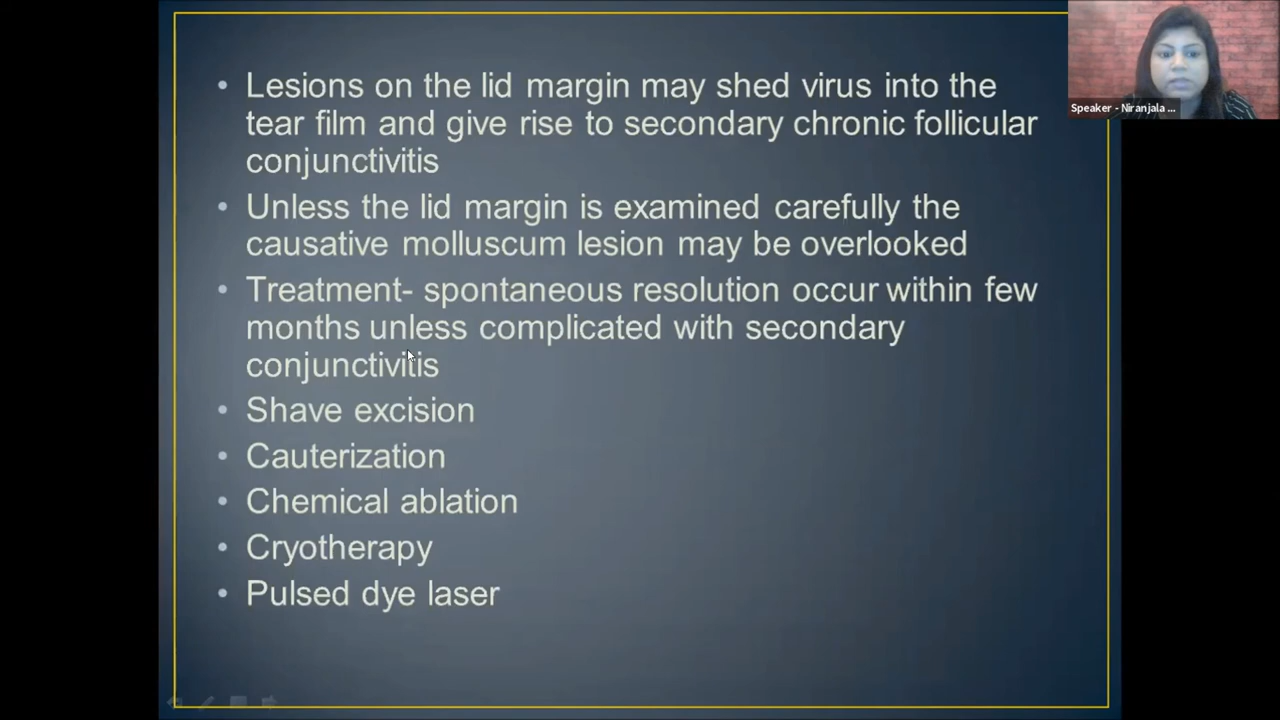 • Lesions on the lid margin may shed virus into the
tear film and give rise to secondary chronic follicular
conjunctivitis
• Unless the lid margin is examined carefully the
causative molluscum lesion may be overlooked
• Treatment- spontaneous resolution occur within few
months unless complicated with secondary
conjunctivitis
• Shave excision
• Cauterization
• Chemical ablation
• Cryotherapy
• Pulsed dye laser
Speaker - Niranjala ...